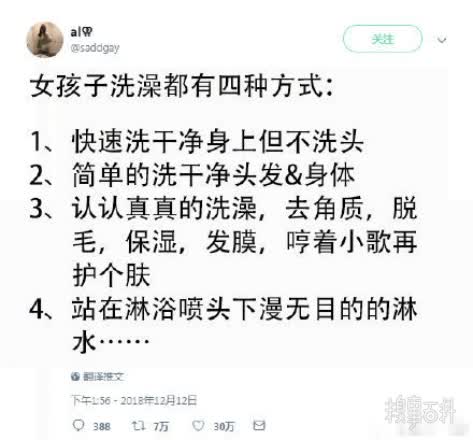 al
@saddgay
关注
女孩子洗澡都有四种方式：
1、快速洗干净身上但不洗头
2、简单的洗干净头发&身体
3、认认真真的洗澡，去角质，脱
毛，保湿，发膜，哼着小歌再
护个肤
4、站在淋浴喷头下漫无目的的淋
水……
翻译推文
下午1:56 - 2018年12月12日
388 7万 30万
糗事百科